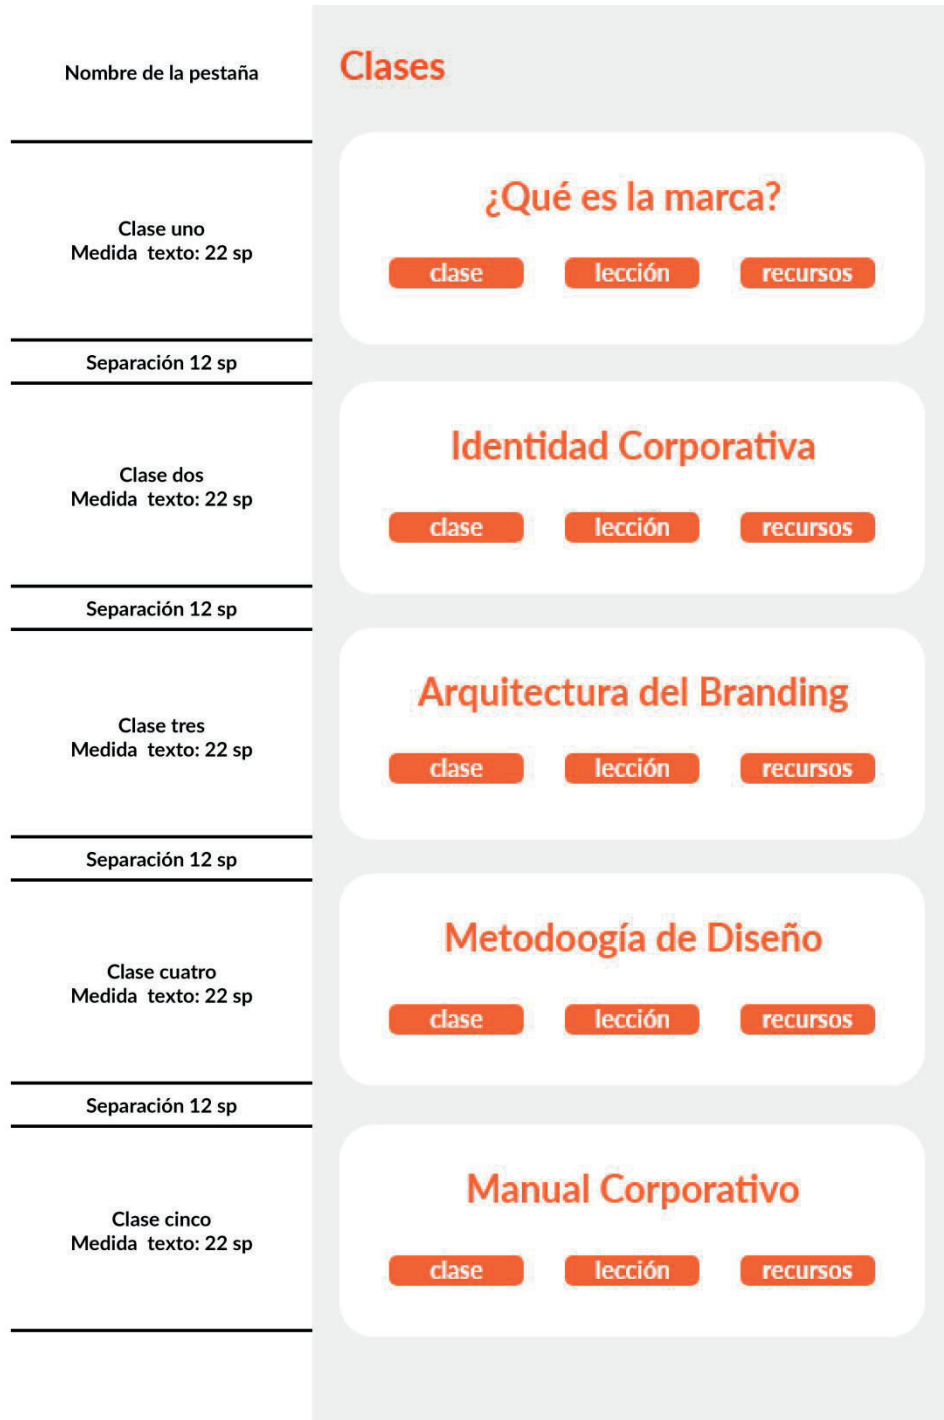 Nombre de la pestaña
Clases
Clase uno
Medida texto: 22 sp
¿Qué es la marca?
clase lección recursos
Separación 12 sp
Clase dos
Medida texto: 22 sp
Identidad Corporativa
clase lección recursos
Separación 12 sp
Clase tres
Medida texto: 22 sp
Arquitectura del Branding
clase lección recursos
Separación 12 sp
Clase cuatro
Medida texto: 22 sp
Metodoogía de Diseño
clase lección recursos
Separación 12 sp
Clase cinco
Medida texto: 22 sp
Manual Corporativo
clase lección recursos